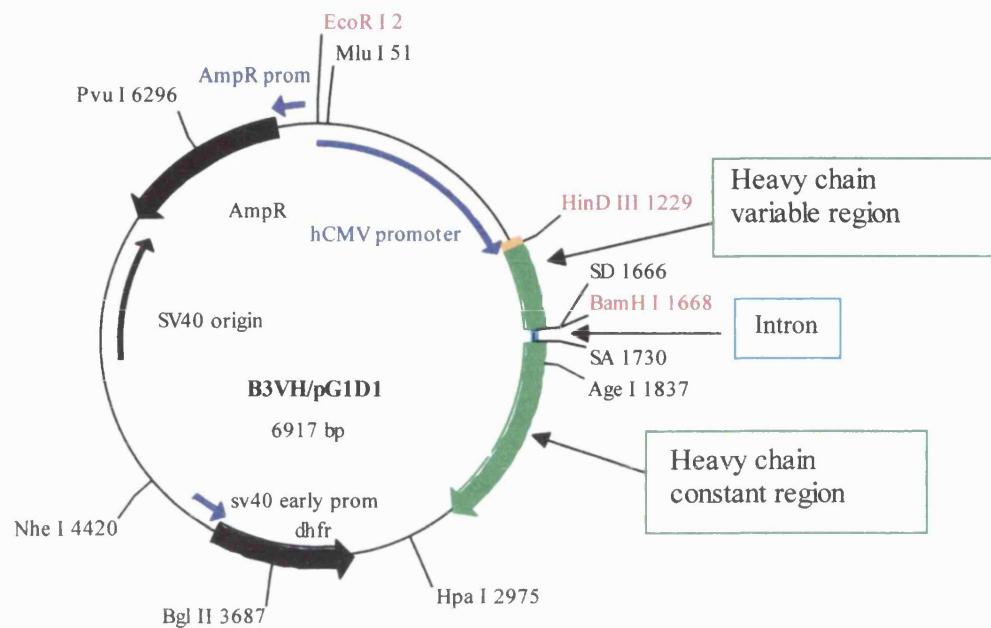 EcoR I 2
Mlu I 51
AmpR prom
Pvu I 6296
Heavy chain
variable region
HinD III 1229
AmpR
hCMV promoter
SD 1666
BamH I 1668
Intron
SV40 origin
SA 1730
Age I 1837
B3VH/pG1D1
6917 bp
Heavy chain
constant region
sv40 early prom
dhfr
Nhe I 4420
Hpa I 2975
Bgl II 3687